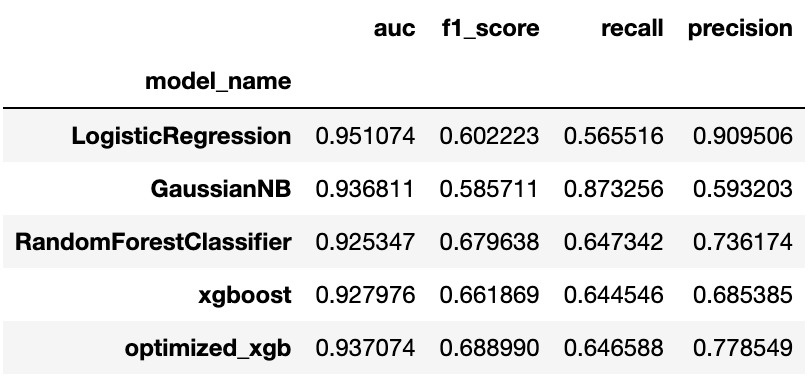 auc f1_score recall precision
model_name
LogisticRegression 0.951074 0.602223 0.565516 0.909506
GaussianNB 0.936811 0.585711 0.873256 0.593203
RandomForestClassifier 0.925347 0.679638 0.647342 0.736174
xgboost 0.927976 0.661869 0.644546 0.685385
optimized_xgb 0.937074 0.688990 0.646588 0.778549